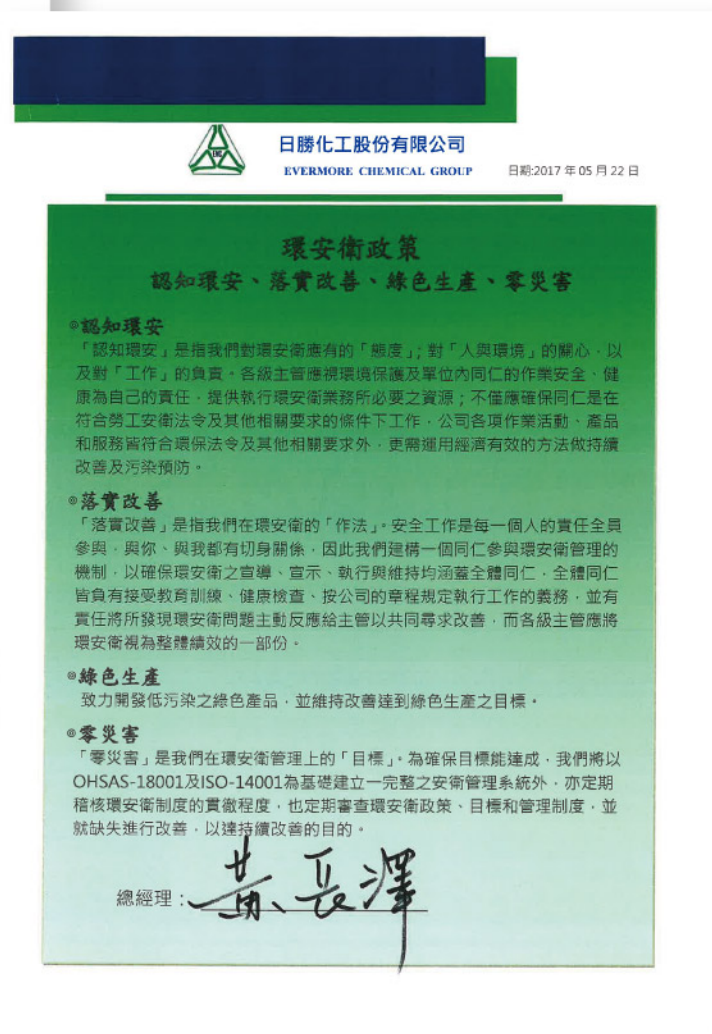 日勝化工股份有限公司
EVERMORE CHEMICAL GROUP
日期:2017 年 05 月 22 日
環安衛政策
認知環安、落實改善、綠色生產、零災害
◎認知環安
「認知環安」是指我們對環安衛應有的「態度」;對「人與環境」的關心,以
及對「工作」的負責。各級主管應視環境保護及單位內同仁的作業安全、健
康為自己的責任,提供執行環安衛業務所必要之資源;不僅應確保同仁是在
符合勞工安衛法令及其他相關要求的條件下工作,公司各項作業活動、產品
和服務皆符合環保法令及其他相關要求外,更需運用經濟有效的方法做持續
改善及污染預防。
◎落實改善
「落實改善」是指我們在環安衛的「作法」。安全工作是每一個人的責任全員
參與,與你、與我都有切身關係,因此我們建構一個同仁參與環安衛管理的
機制,以確保環安衛之宣導、宣示、執行與維持均涵蓋全體同仁,全體同仁
皆負有接受教育訓練、健康檢查、按公司的章程規定執行工作的義務,並有
責任將所發現環安衛問題主動反應給主管以共同尋求改善,而各級主管應將
環安衛視為整體績效的一部份。
◎綠色生產
致力開發低污染之綠色產品,並維持改善達到綠色生產之目標。
◎零災害
「零災害」是我們在環安衛管理上的「目標」。為確保目標能達成,我們將以
OHSAS-18001及ISO-14001為基礎建立一完整之安衛管理系統外,亦定期
稽核環安衛制度的貫徹程度,也定期審查環安衛政策、目標和管理制度,並
就缺失進行改善,以達持續改善的目的。
總經理:黃長澤